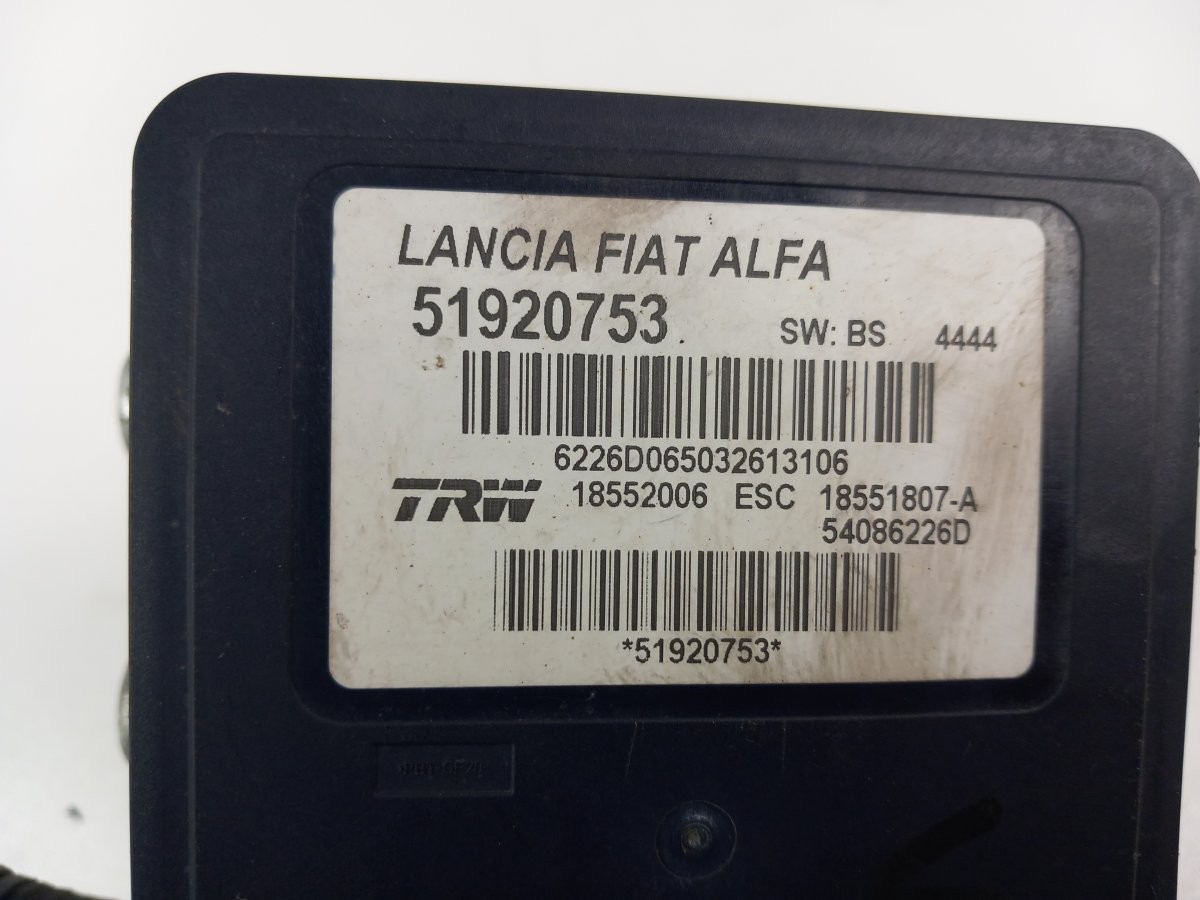 LANCIA FIAT ALFA
51920753 SW: BS 4444
6226D065032613106
TRW 18552006 ESC 18551807-A
54086226D
*51920753*